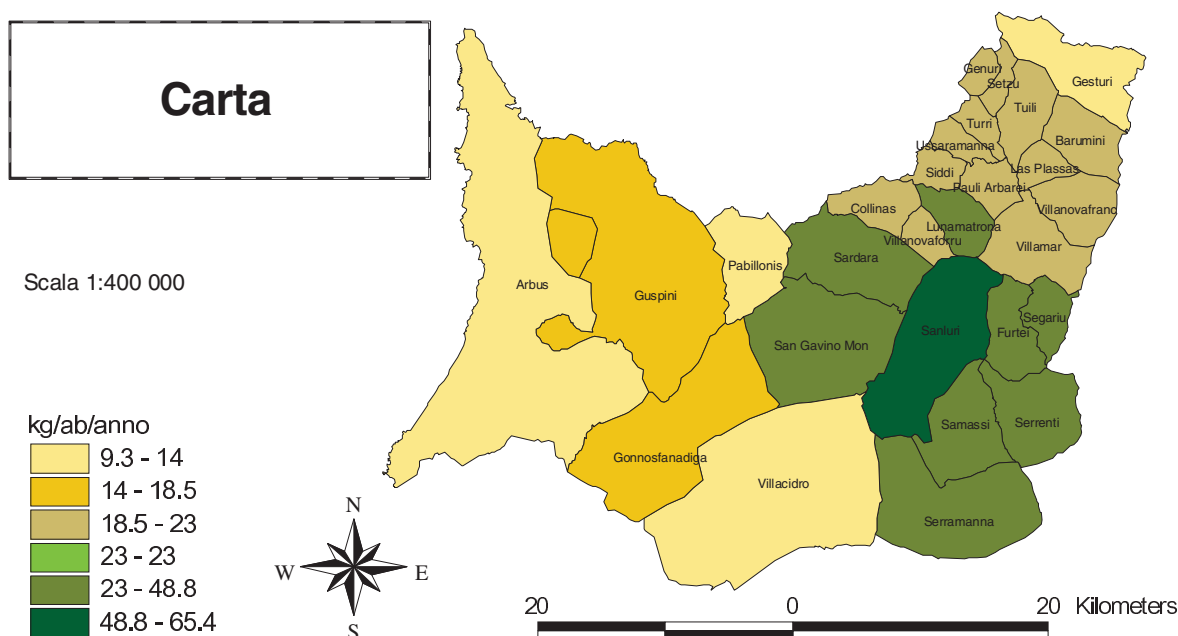 Carta
Scala 1:400 000
kg/ab/anno
9.3 - 14
14 - 18.5
18.5 - 23
23 - 23
23 - 48.8
48.8 - 65.4
N
W E
S
20 0 20 Kilometers
Genuri
Setzu
Gesturi
Tuili
Turri
Barumini
Ussaramanna
Las Plassas
Siddi
Pauli Arbarei
Collinas
Villanovafranc
Lunamatrona
Villanovaforru
Villamar
Sardara
Pabillonis
Arbus
Guspini
Segariu
Sanluri
Furtei
San Gavino Mon
Samassi
Serrenti
Gonnosfanadiga
Villacidro
Serramanna